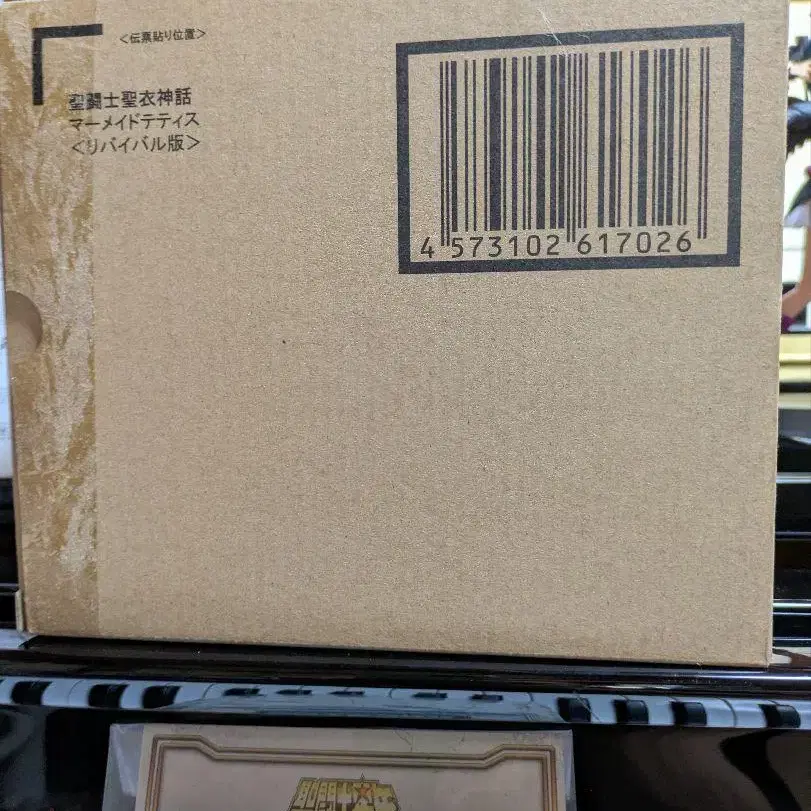 <伝票貼り位置>
聖闘士聖衣神話
マーメイドテティス
<リバイバル版>
4 573102 617026